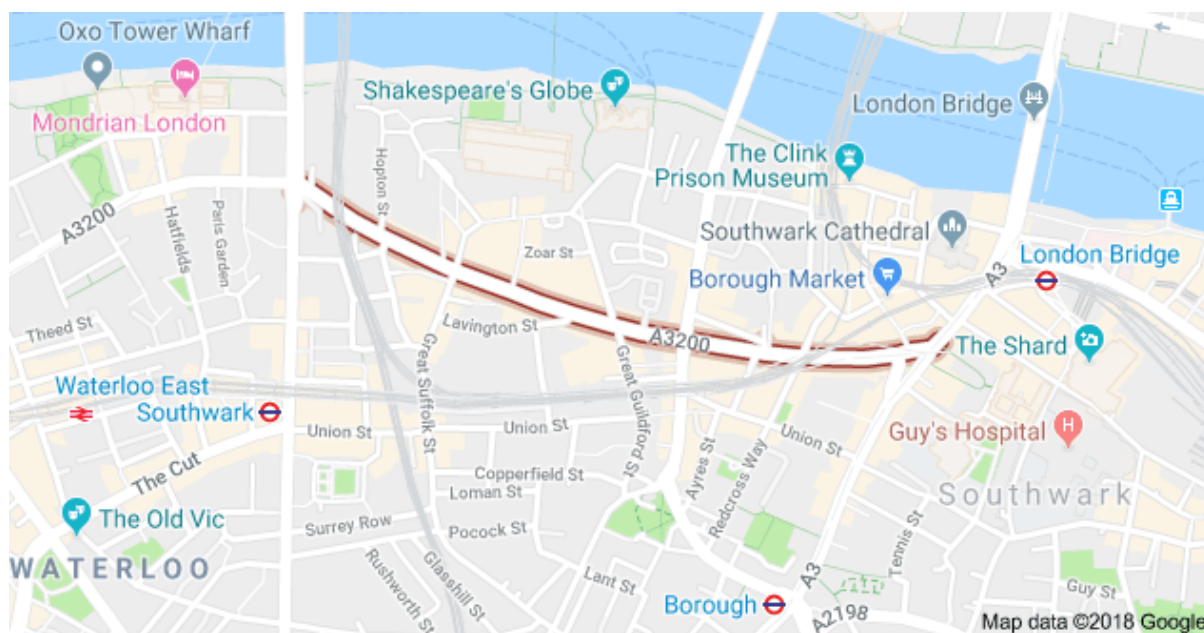 Oxo Tower Wharf
Mondrian London
Shakespeare's Globe
London Bridge
The Clink
Prison Museum
Hopton St
A3200
Hatfields
Paris Garden
Southwark Cathedral
London Bridge
Zoar St
Borough Market
A3
Theed St
Lavington St
A3200
The Shard
Great Suffolk St
Great Guildford St
Waterloo East
Southwark
Union St
Union St
Union St
Guy's Hospital
The Cut
Copperfield St
Loman St
Ayres St
Redcross Way
Southwark
The Old Vic
Surrey Row
Pocock St
Tennis St
WATERLOO
Rushworth St
Glasshill St
Lant St
A3
Guy St
Borough
A2198
Map data ©2018 Google